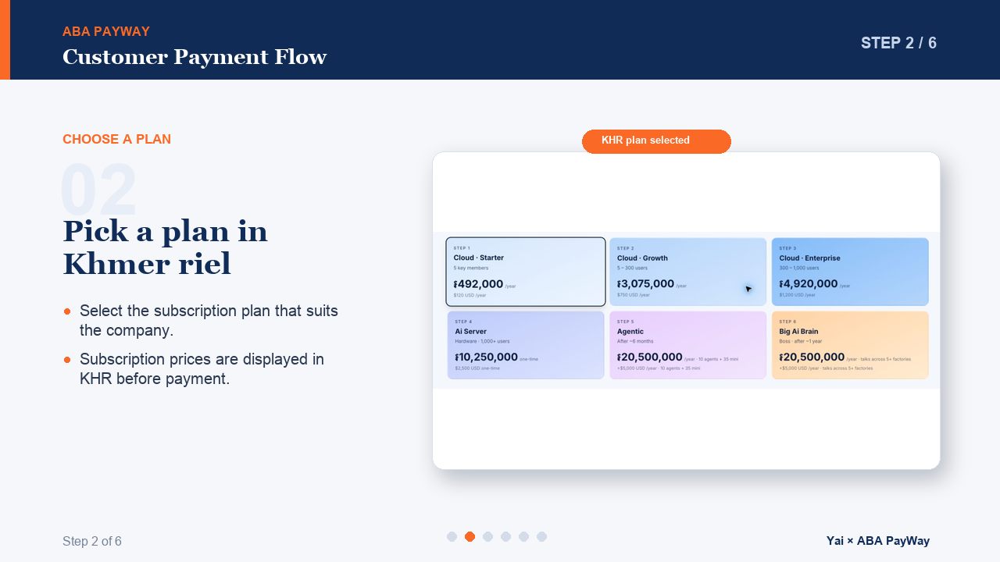 ABA PAYWAY
Customer Payment Flow
STEP 2 / 6
CHOOSE A PLAN
02
Pick a plan in
Khmer riel
Select the subscription plan that suits
the company.
Subscription prices are displayed in
KHR before payment.
KHR plan selected
STEP 1
Cloud · Starter
5 key members
៛492,000 /year
$120 USD /year
STEP 2
Cloud · Growth
5 – 300 users
៛3,075,000 /year
$750 USD /year
STEP 3
Cloud · Enterprise
300 – 1,000 users
៛4,920,000 /year
$1,200 USD /year
STEP 4
Ai Server
Hardware · 1,000+ users
៛10,250,000 one-time
$2,500 USD one-time
STEP 5
Agentic
After ~6 months
៛20,500,000 /year · 10 agents + 35 mini
+$5,000 USD /year · 10 agents + 35 mini
STEP 6
Big Ai Brain
Boss · after ~1 year
៛20,500,000 /year · talks across 5+ factories
+$5,000 USD /year · talks across 5+ factories
Step 2 of 6
Yai × ABA PayWay